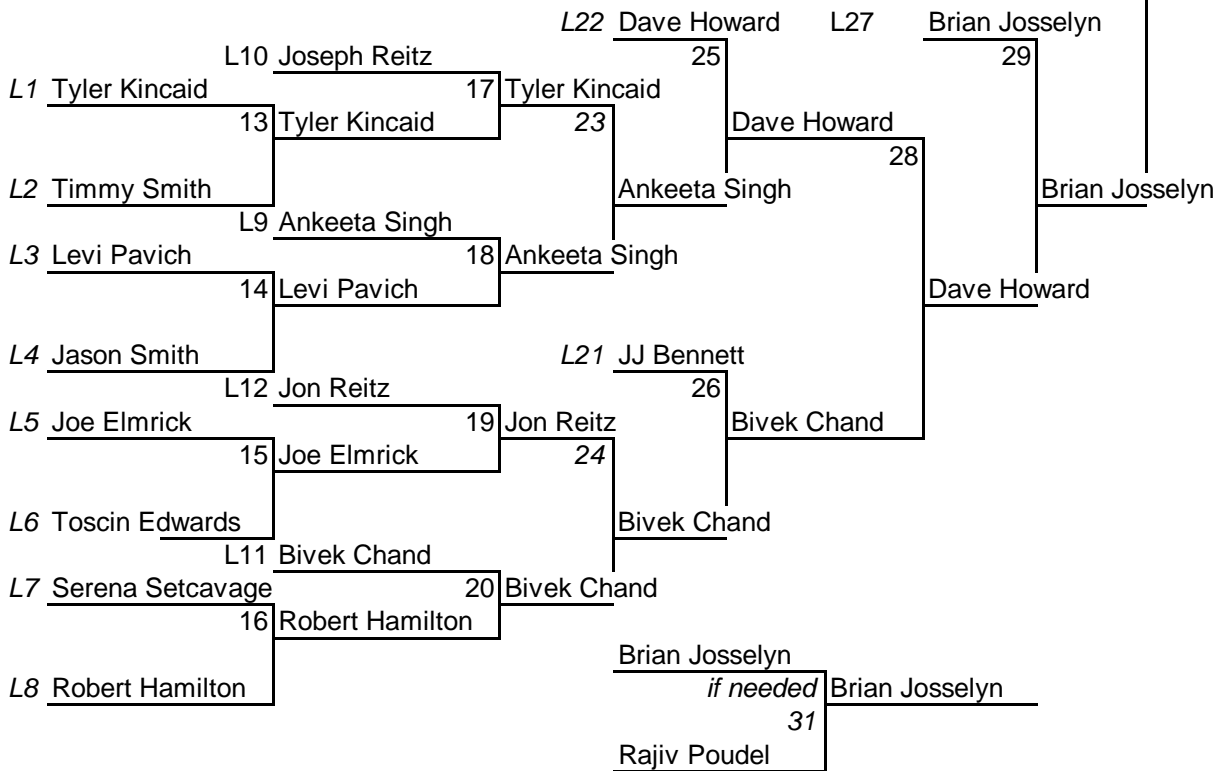 L22 Dave Howard L27 Brian Josselyn
L10 Joseph Reitz 25 29
L1 Tyler Kincaid 17 Tyler Kincaid
13 Tyler Kincaid 23 Dave Howard
28
L2 Timmy Smith Ankeeta Singh Brian Josselyn
L9 Ankeeta Singh
L3 Levi Pavich 18 Ankeeta Singh
14 Levi Pavich Dave Howard
L4 Jason Smith L21 JJ Bennett
L12 Jon Reitz 26
L5 Joe Elmrick 19 Jon Reitz Bivek Chand
15 Joe Elmrick 24
L6 Toscin Edwards Bivek Chand
L11 Bivek Chand
L7 Serena Setcavage 20 Bivek Chand
16 Robert Hamilton
Brian Josselyn
L8 Robert Hamilton if needed Brian Josselyn
31
Rajiv Poudel